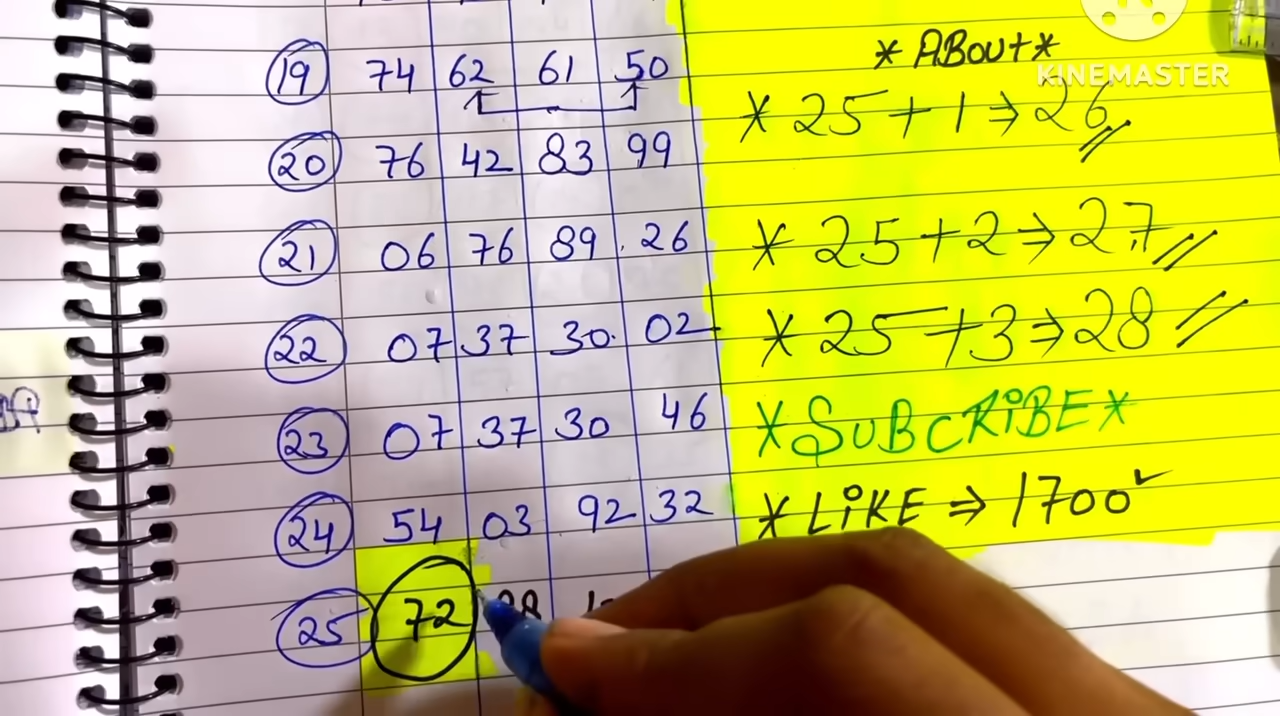 19 74 62 61 50
20 76 42 83 99
21 06 76 89 26
22 07 37 30 02
23 07 37 30 46
24 54 03 92 32
25 72
*ABOUT*
KINEMASTER
* 25+1⇒26
* 25+2⇒27
* 25+3⇒28
*SUBCRIBE*
*LIKE ⇒ 1700